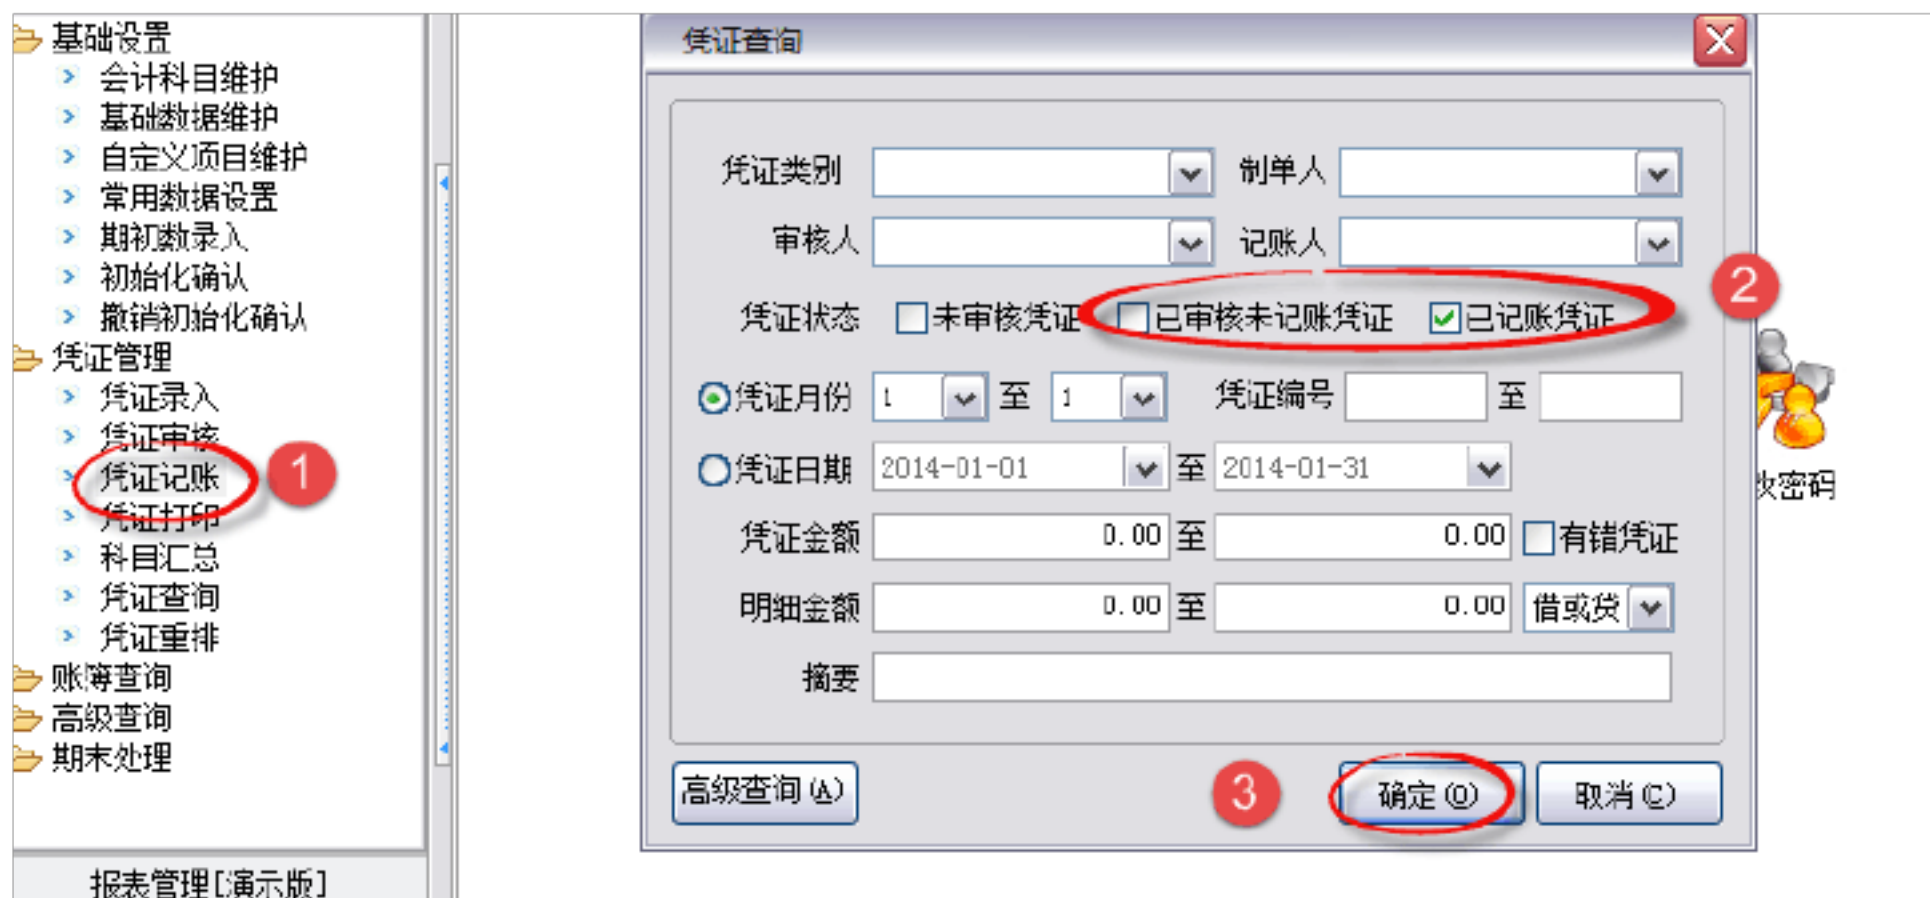 基础设置
会计科目维护
基础数据维护
自定义项目维护
常用数据设置
期初数录入
初始化确认
撤销初始化确认
凭证管理
凭证录入
凭证审核
凭证记账
1
凭证打印
科目汇总
凭证查询
凭证重排
账簿查询
高级查询
期末处理
报表管理[演示版]
凭证查询
凭证类别 制单人
审核人 记账人
凭证状态 未审核凭证 已审核未记账凭证 已记账凭证
2
凭证月份 1 至 1 凭证编号 至
凭证日期 2014-01-01 至 2014-01-31
凭证金额 0.00 至 0.00 有错凭证
明细金额 0.00 至 0.00 借或贷
摘要
高级查询(A) 3 确定(O) 取消(C)
密码